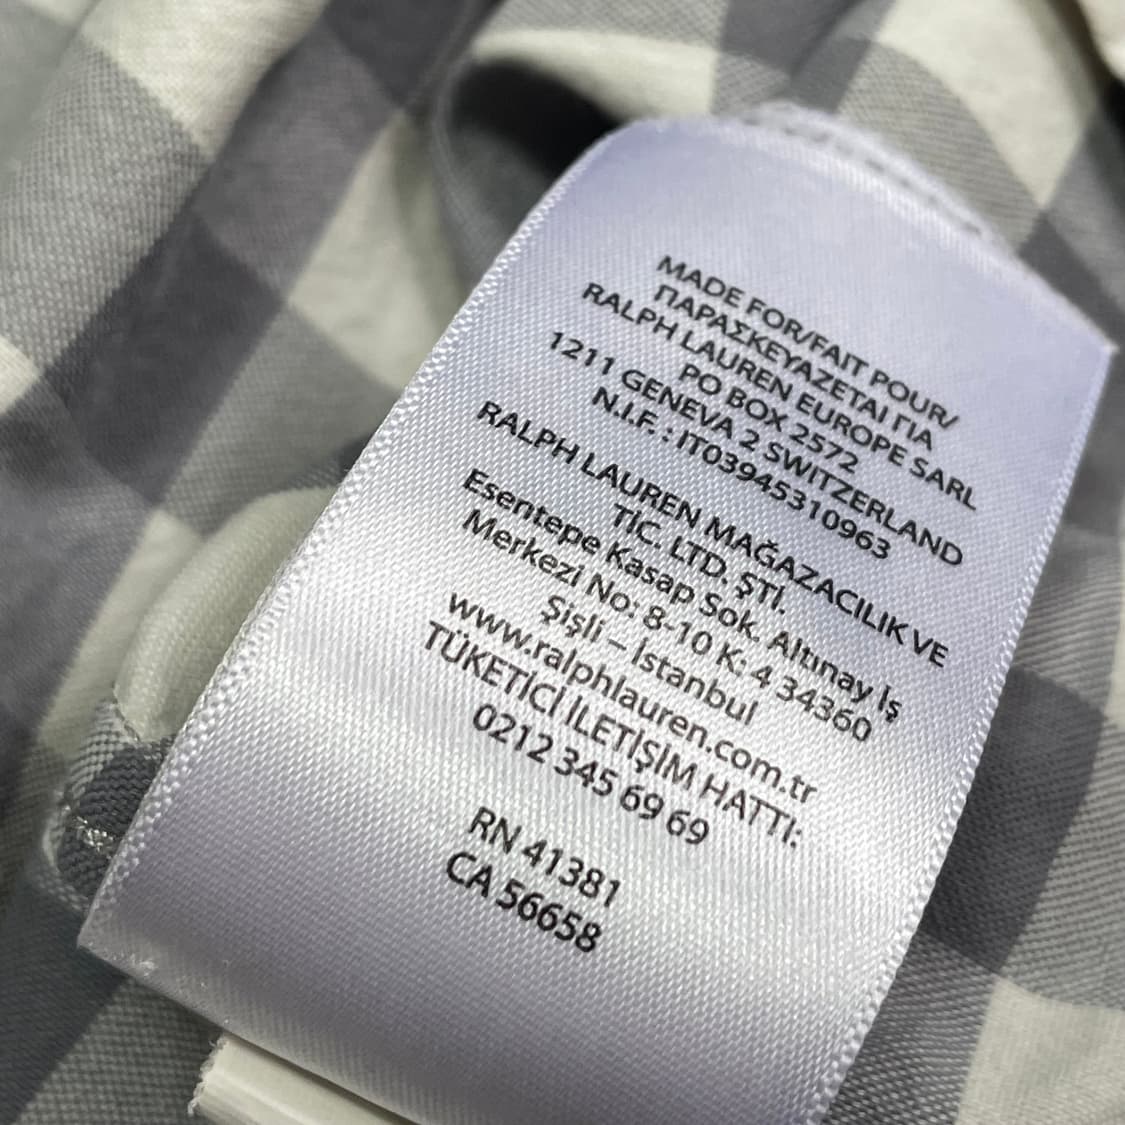 MADE FOR/FAIT POUR/
ΠΑΡΑΣΚΕΥΑΖΕΤΑΙ ΓΙΑ
RALPH LAUREN EUROPE SARL
PO BOX 2572
1211 GENEVA 2 SWITZERLAND
N.I.F. : IT03945310963
RALPH LAUREN MAĞAZACILIK VE
TİC. LTD. ŞTİ.
Esentepe Kasap Sok. Altınay İş
Merkezi No: 8-10 K: 4 34360
Şişli – İstanbul
www.ralphlauren.com.tr
TÜKETİCİ İLETİŞİM HATTI:
0212 345 69 69
RN 41381
CA 56658